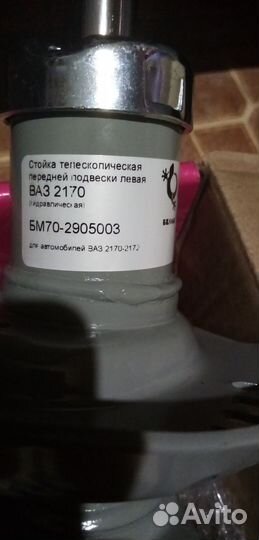 Стойка телескопическая
передней подвески левая
ВАЗ 2170
(гидравлическая)
БМ70-2905003
для автомобилей ВАЗ 2170-2172
Avito